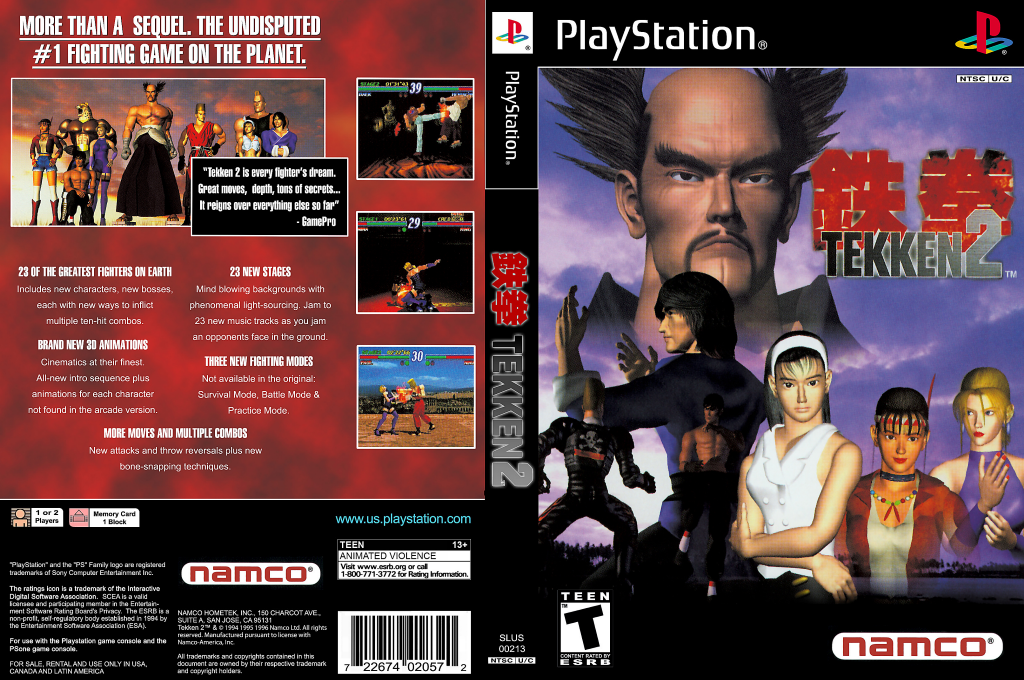 MORE THAN A SEQUEL. THE UNDISPUTED
#1 FIGHTING GAME ON THE PLANET.
"Tekken 2 is every fighter's dream.
Great moves, depth, tons of secrets...
It reigns over everything else so far"
- GamePro
39
29
30
23 OF THE GREATEST FIGHTERS ON EARTH
Includes new characters, new bosses,
each with new ways to inflict
multiple ten-hit combos.
BRAND NEW 3D ANIMATIONS
Cinematics at their finest.
All-new intro sequence plus
animations for each character
not found in the arcade version.
23 NEW STAGES
Mind blowing backgrounds with
phenomenal light-sourcing. Jam to
23 new music tracks as you jam
an opponents face in the ground.
THREE NEW FIGHTING MODES
Not available in the original:
Survival Mode, Battle Mode &
Practice Mode.
MORE MOVES AND MULTIPLE COMBOS
New attacks and throw reversals plus new
bone-snapping techniques.
1 or 2
Players
Memory Card
1 Block
www.us.playstation.com
"PlayStation" and the "PS" Family logo are registered
trademarks of Sony Computer Entertainment Inc.
The ratings icon is a trademark of the Interactive
Digital Software Association. SCEA is a valid
licensee and participating member in the Entertain-
ment Software Rating Board's Privacy. The ESRB is a
non-profit, self-regulatory body established in 1994 by
the Entertainment Software Association (ESA).
For use with the Playstation game console and the
PSone game console.
FOR SALE, RENTAL AND USE ONLY IN USA,
CANADA AND LATIN AMERICA
namco®
NAMCO HOMETEK, INC., 150 CHARCOT AVE.,
SUITE A, SAN JOSE, CA 95131
Tekken 2™ & © 1994 1995 1996 Namco Ltd. All rights
reserved. Manufactured pursuant to license with
Namco-America, Inc.
All trademarks and copyrights contained in this
document are owned by their respective trademark
and copyright holders.
TEEN 13+
ANIMATED VIOLENCE
Visit www.esrb.org or call
1-800-771-3772 for Rating Information.
7 22674 02057 2
®
PlayStation®
鉄拳 TEKKEN 2
SLUS
00213
NTSC U/C
PlayStation®
®
NTSC U/C
鉄拳
TEKKEN 2 ™
TEEN
™
T
CONTENT RATED BY
ESRB
namco®